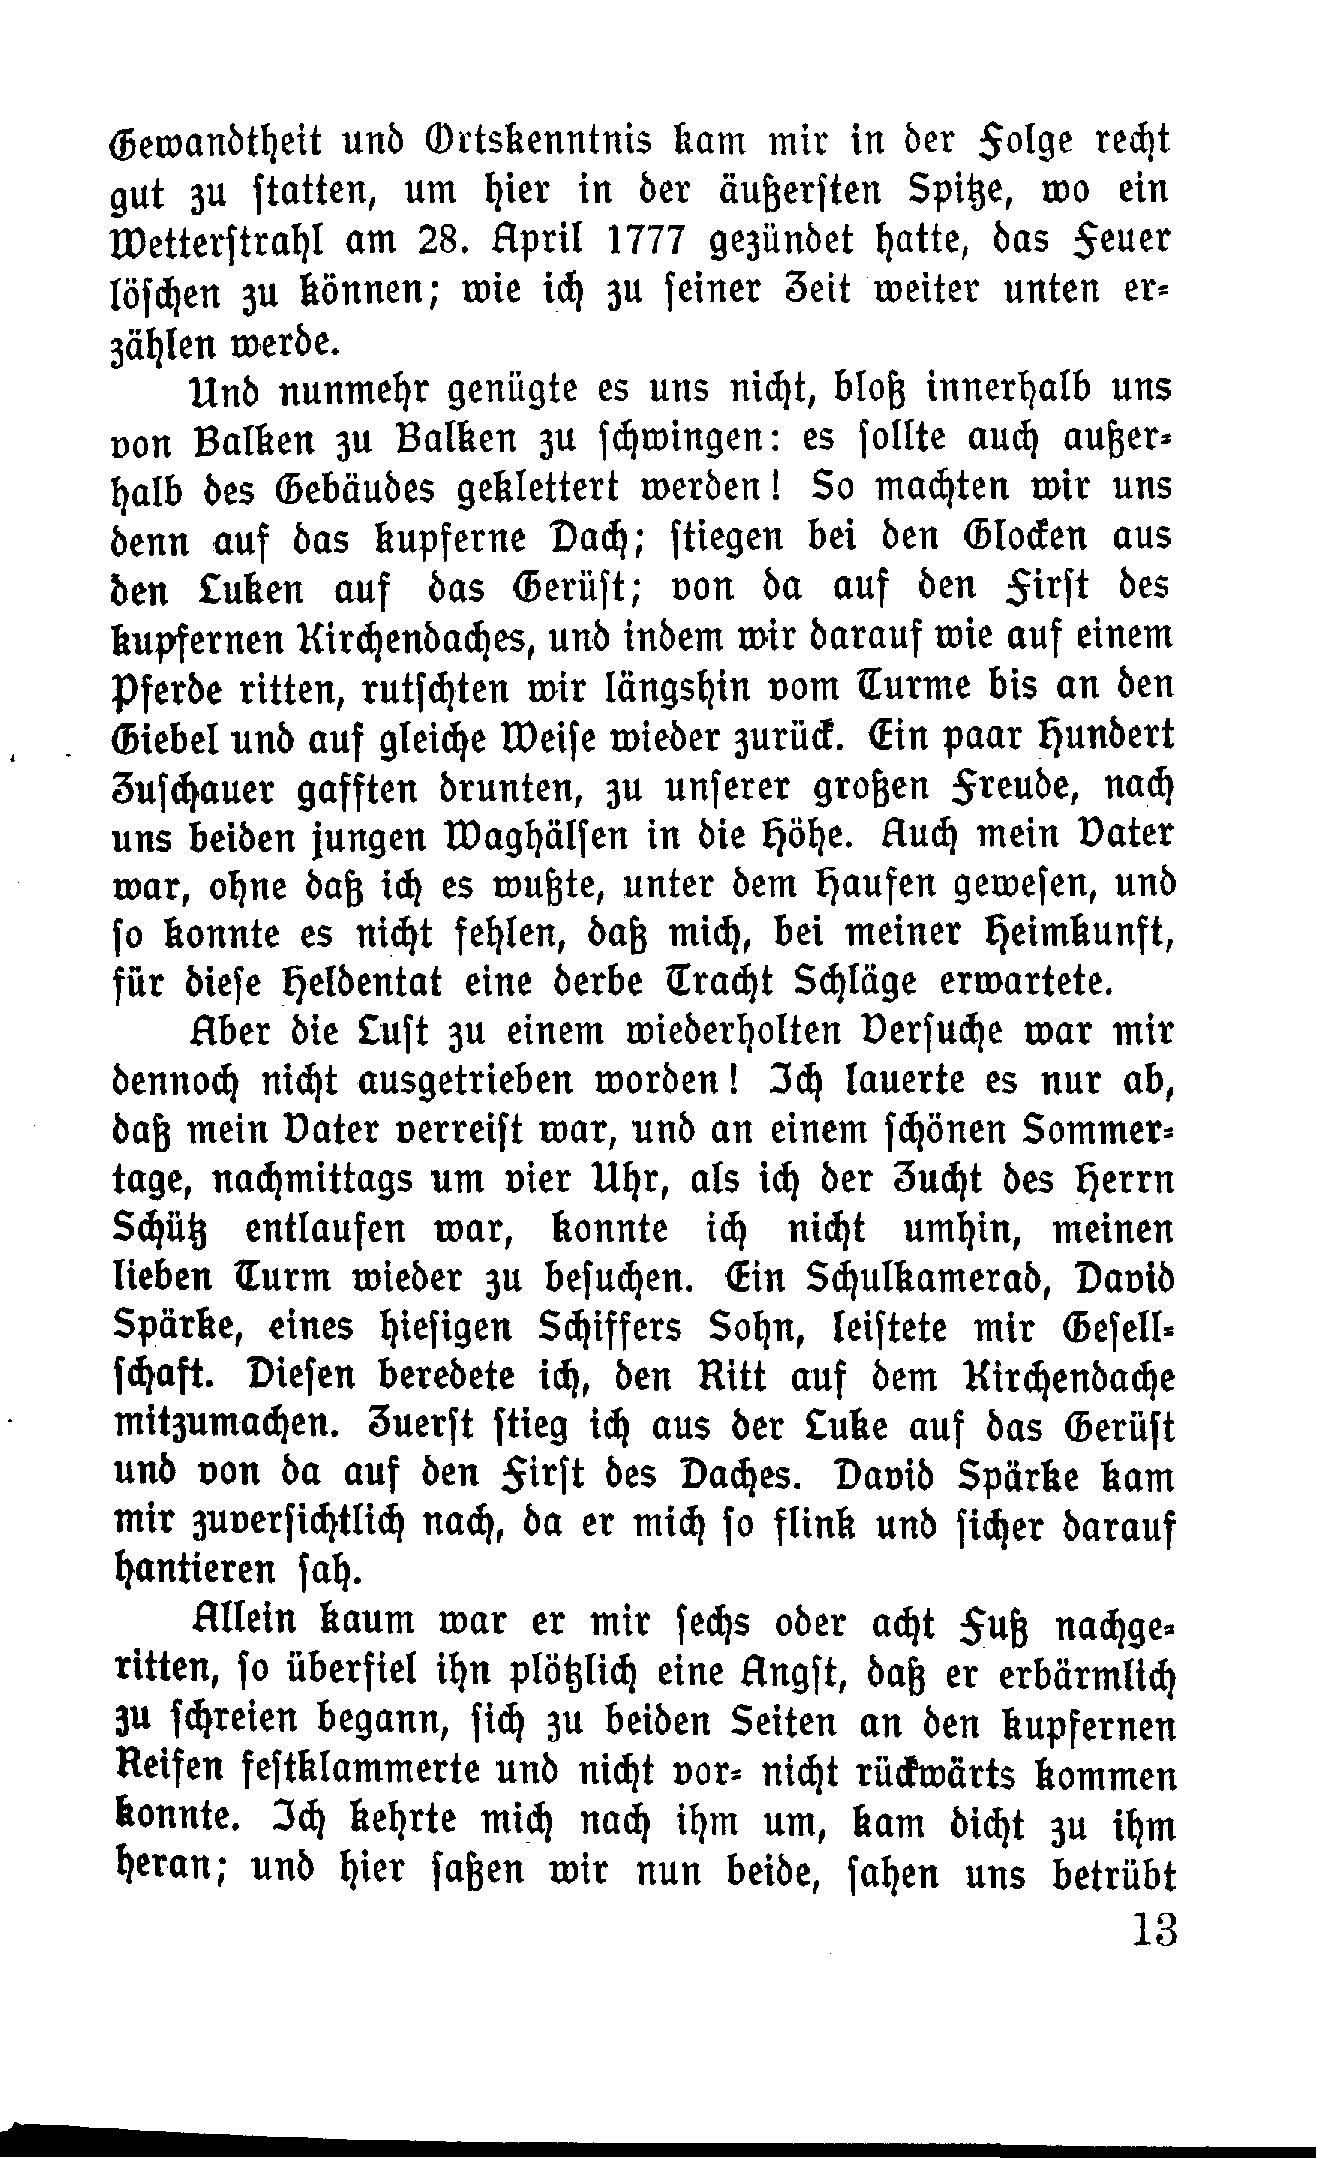 Gewandtheit und Ortskenntnis kam mir in der Folge recht
gut zu statten, um hier in der äußersten Spitze, wo ein
Wetterstrahl am 28. April 1777 gezündet hatte, das Feuer
löschen zu können; wie ich zu seiner Zeit weiter unten er-
zählen werde.
Und nunmehr genügte es uns nicht, bloß innerhalb uns
von Balken zu Balken zu schwingen: es sollte auch außer-
halb des Gebäudes geklettert werden! So machten wir uns
denn auf das kupferne Dach; stiegen bei den Glocken aus
den Luken auf das Gerüst; von da auf den First des
kupfernen Kirchendaches, und indem wir darauf wie auf einem
Pferde ritten, rutschten wir längshin vom Turme bis an den
Giebel und auf gleiche Weise wieder zurück. Ein paar Hundert
Zuschauer gafften drunten, zu unserer großen Freude, nach
uns beiden jungen Waghälsen in die Höhe. Auch mein Vater
war, ohne daß ich es wußte, unter dem Haufen gewesen, und
so konnte es nicht fehlen, daß mich, bei meiner Heimkunft,
für diese Heldentat eine derbe Tracht Schläge erwartete.
Aber die Lust zu einem wiederholten Versuche war mir
dennoch nicht ausgetrieben worden! Ich lauerte es nur ab,
daß mein Vater verreist war, und an einem schönen Sommer-
tage, nachmittags um vier Uhr, als ich der Zucht des Herrn
Schütz entlaufen war, konnte ich nicht umhin, meinen
lieben Turm wieder zu besuchen. Ein Schulkamerad, David
Spärke, eines hiesigen Schiffers Sohn, leistete mir Gesell-
schaft. Diesen beredete ich, den Ritt auf dem Kirchendache
mitzumachen. Zuerst stieg ich aus der Luke auf das Gerüst
und von da auf den First des Daches. David Spärke kam
mir zuversichtlich nach, da er mich so flink und sicher darauf
hantieren sah.
Allein kaum war er mir sechs oder acht Fuß nachge-
ritten, so überfiel ihn plötzlich eine Angst, daß er erbärmlich
zu schreien begann, sich zu beiden Seiten an den kupfernen
Reifen festklammerte und nicht vor- nicht rückwärts kommen
konnte. Ich kehrte mich nach ihm um, kam dicht zu ihm
heran; und hier saßen wir nun beide, sahen uns betrübt
13